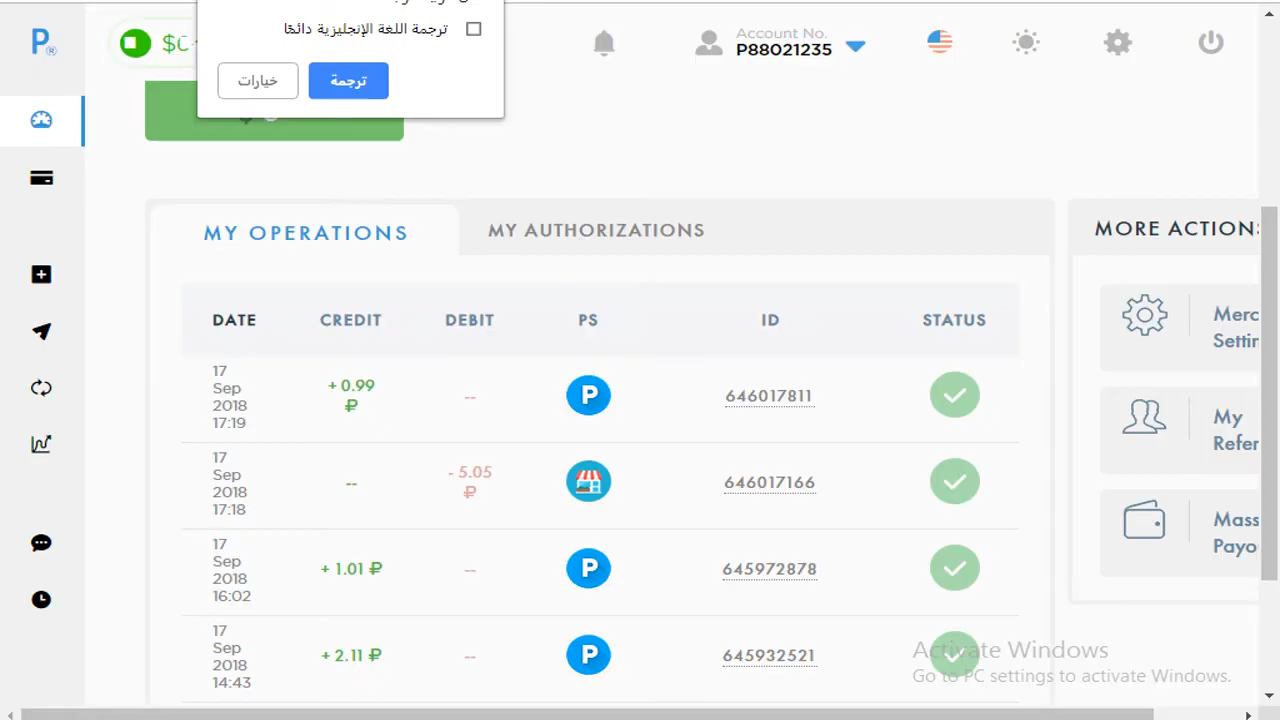 ترجمة اللغة الإنجليزية دائمًا
خيارات
ترجمة
P
Account No.
P88021235
MY OPERATIONS
MY AUTHORIZATIONS
MORE ACTION
DATE CREDIT DEBIT PS ID STATUS
17
Sep
2018
17:19
+ 0.99
₽
--
P
646017811
17
Sep
2018
17:18
--
- 5.05
₽
646017166
17
Sep
2018
16:02
+ 1.01 ₽
--
P
645972878
17
Sep
2018
14:43
+ 2.11 ₽
--
P
645932521
Merc
Settin
My
Refer
Mass
Payo
Activate Windows
Go to PC settings to activate Windows.